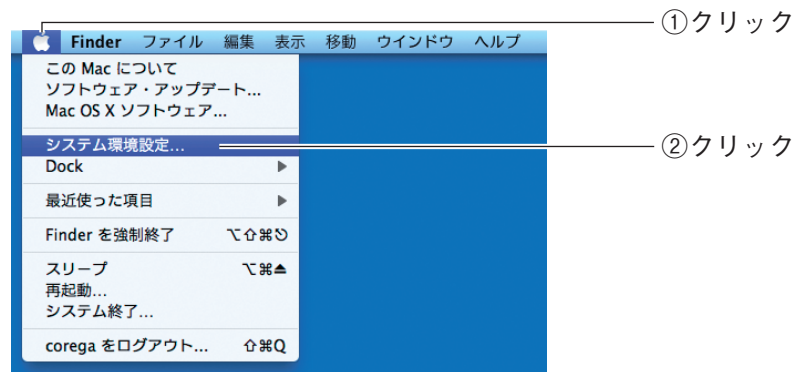 ①クリック
Finder ファイル 編集 表示 移動 ウインドウ ヘルプ
この Mac について
ソフトウェア・アップデート...
Mac OS X ソフトウェア...
システム環境設定...
②クリック
Dock ▶
最近使った項目 ▶
Finder を強制終了 ⌥⇧⌘⎋
スリープ ⌥⌘⏏
再起動...
システム終了...
corega をログアウト... ⇧⌘Q